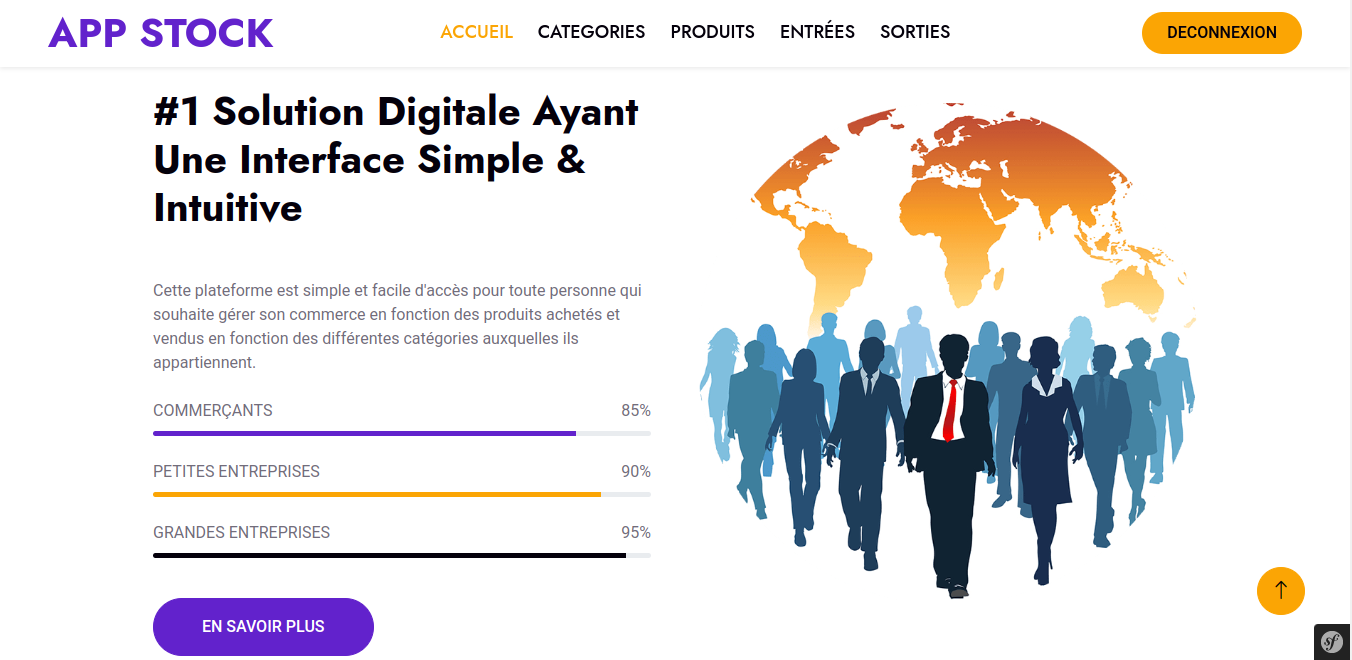 APP STOCK
ACCUEIL CATEGORIES PRODUITS ENTRÉES SORTIES
DECONNEXION
#1 Solution Digitale Ayant
Une Interface Simple &
Intuitive
Cette plateforme est simple et facile d'accès pour toute personne qui
souhaite gérer son commerce en fonction des produits achetés et
vendus en fonction des différentes catégories auxquelles ils
appartiennent.
COMMERÇANTS 85%
PETITES ENTREPRISES 90%
GRANDES ENTREPRISES 95%
EN SAVOIR PLUS
sf